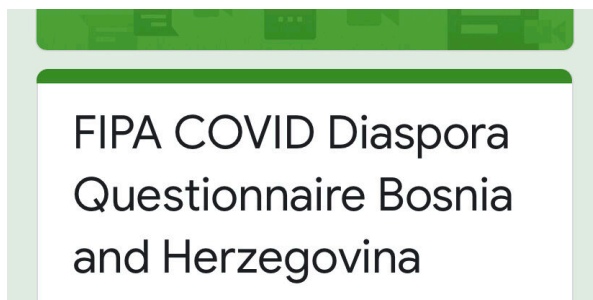 FIPA COVID Diaspora
Questionnaire Bosnia
and Herzegovina